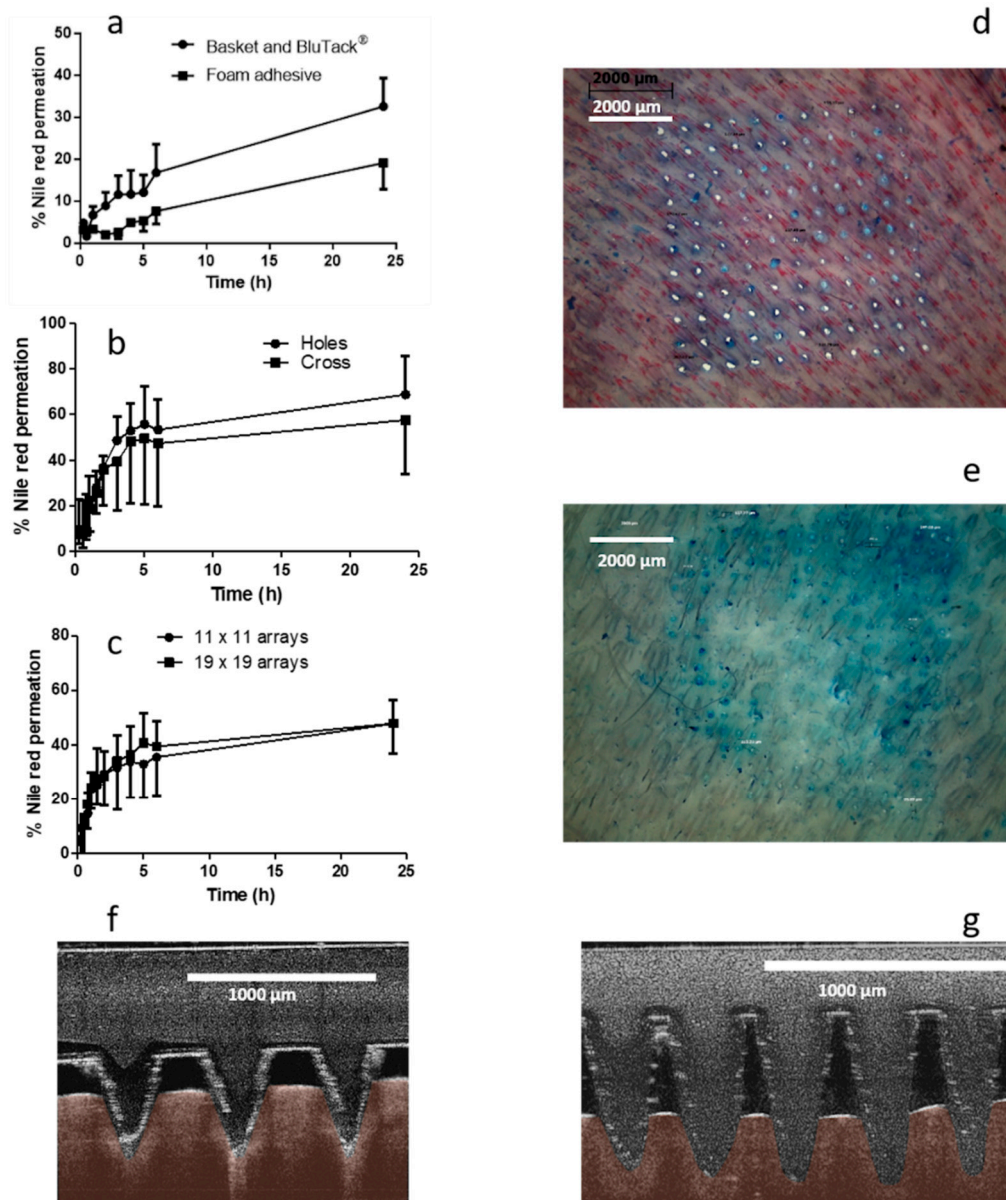 a
Basket and BluTack®
Foam adhesive
50
40
30
20
10
0
% Nile red permeation
0 5 10 15 20 25
Time (h)
b
Holes
Cross
100
80
60
40
20
0
% Nile red permeation
0 5 10 15 20 25
Time (h)
c
11 x 11 arrays
19 x 19 arrays
80
60
40
20
0
% Nile red permeation
0 5 10 15 20 25
Time (h)
d
2000 µm
2000 µm
e
2000 µm
f
1000 µm
g
1000 µm